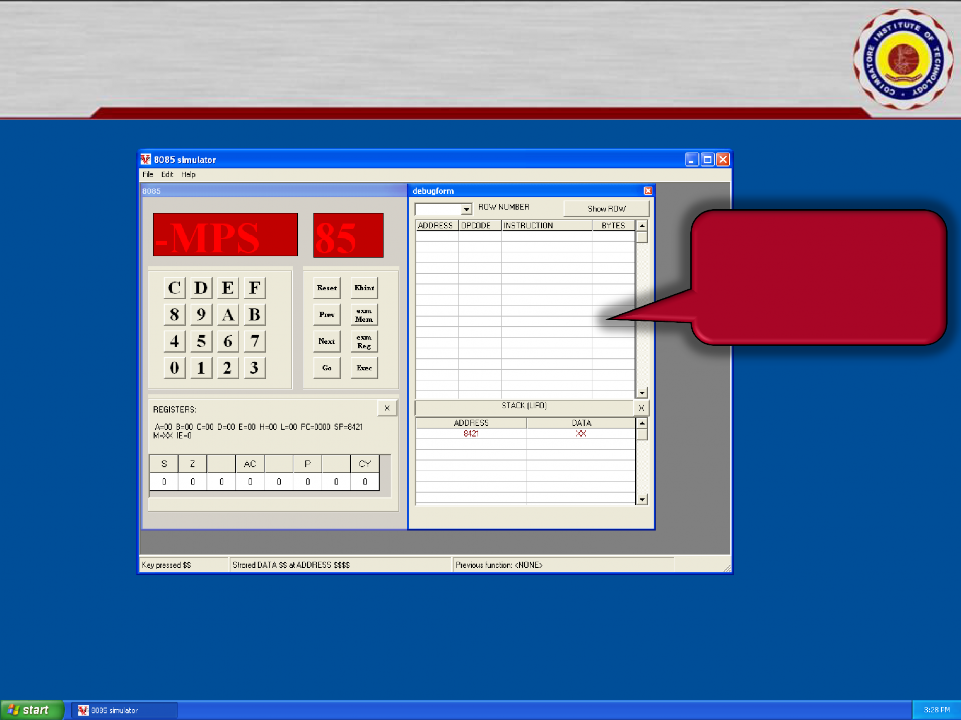 COIMBATORE INSTITUTE OF TECHNOLOGY
8085 simulator
File Edit Help
8085
-MPS 85
C D E F
8 9 A B
4 5 6 7
0 1 2 3
Reset Kbint
Prev exm Mem
Next exm Reg
Go Exec
REGISTERS:
X
A=00 B=00 C=00 D=00 E=00 H=00 L=00 PC=0000 SP=8421
M=XX IE=0
S Z AC P CY
0 0 0 0 0 0 0 0
debugform
ROW NUMBER Show ROW
ADDRESS OPCODE INSTRUCTION BYTES
STACK (LIFO) X
ADDRESS DATA
8421 XX
Key pressed $$ Strored DATA $$ at ADDRESS $$$$ Previous function: <NONE>
start 8085 simulator 3:28 PM